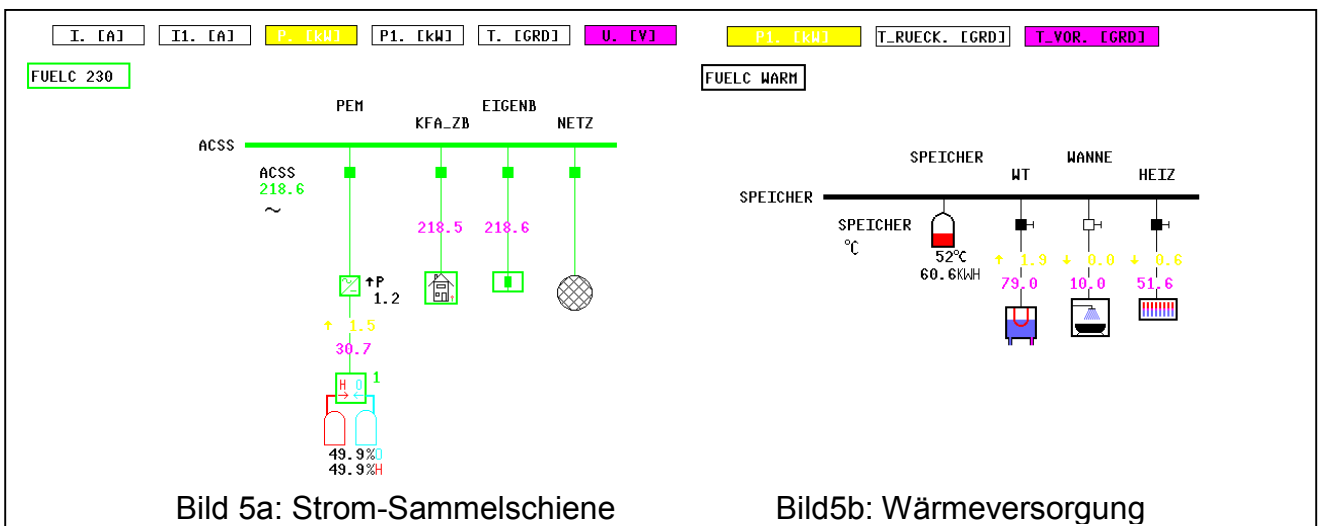 I. [A] I1. [A] P. [kW] P1. [kW] T. [GRD] U. [V] P1. [kW] T_RUECK. [GRD] T_VOR. [GRD]
FUELC 230
FUELC WARM
PEM EIGENB
KFA_ZB NETZ
ACSS
ACSS
218.6
~
218.5 218.6
↑P
1.2
↑ 1.5
30.7
H O 1
49.9%O
49.9%H
SPEICHER WANNE
WT HEIZ
SPEICHER
SPEICHER
°C
52°C
60.6KWH
↑ 1.9 ↓ 0.0 ↓ 0.6
79.0 10.0 51.6
Bild 5a: Strom-Sammelschiene
Bild5b: Wärmeversorgung